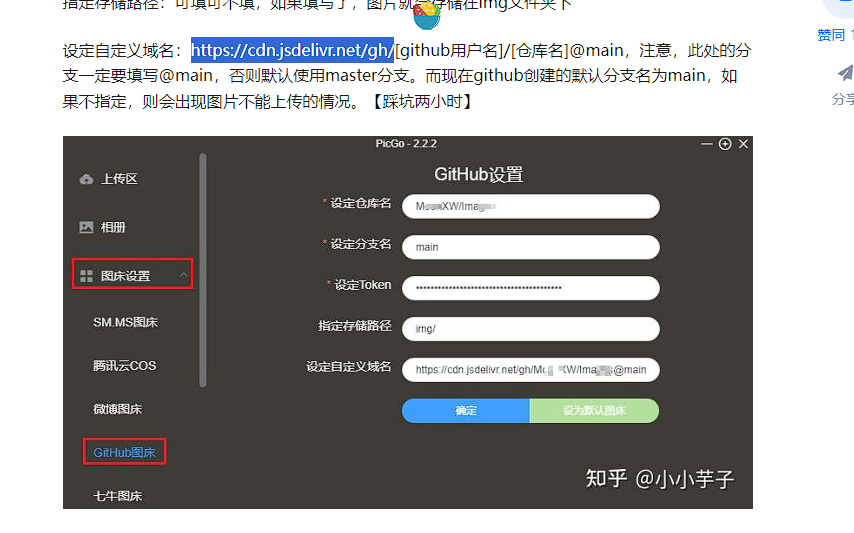 指定存储路径：可填可不填，如果填写了，图片就会存储在img文件夹下
设定自定义域名：https://cdn.jsdelivr.net/gh/[github用户名]/[仓库名]@main，注意，此处的分
支一定要填写@main，否则默认使用master分支。而现在github创建的默认分支名为main，如
果不指定，则会出现图片不能上传的情况。【踩坑两小时】
赞同 1
分享
PicGo - 2.2.2
上传区
相册
图床设置
SM.MS图床
腾讯云COS
微博图床
GitHub图床
七牛图床
GitHub设置
* 设定仓库名
* 设定分支名 main
* 设定Token
指定存储路径 img/
设定自定义域名 https://cdn.jsdelivr.net/gh/ @main
确定 设为默认图床
知乎 @小小芋子